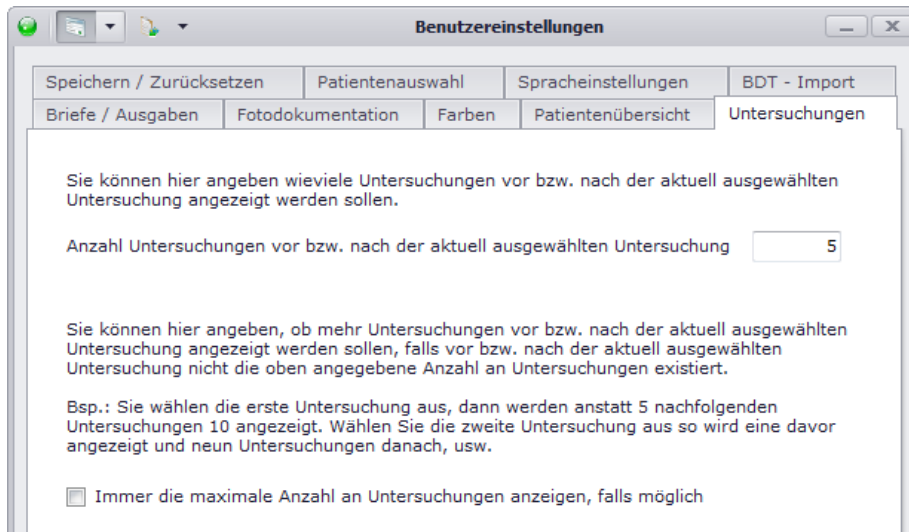 Benutzereinstellungen
Speichern / Zurücksetzen
Patientenauswahl
Spracheinstellungen
BDT - Import
Briefe / Ausgaben
Fotodokumentation
Farben
Patientenübersicht
Untersuchungen
Sie können hier angeben wieviele Untersuchungen vor bzw. nach der aktuell ausgewählten
Untersuchung angezeigt werden sollen.
Anzahl Untersuchungen vor bzw. nach der aktuell ausgewählten Untersuchung 5
Sie können hier angeben, ob mehr Untersuchungen vor bzw. nach der aktuell ausgewählten
Untersuchung angezeigt werden sollen, falls vor bzw. nach der aktuell ausgewählten
Untersuchung nicht die oben angegebene Anzahl an Untersuchungen existiert.
Bsp.: Sie wählen die erste Untersuchung aus, dann werden anstatt 5 nachfolgenden
Untersuchungen 10 angezeigt. Wählen Sie die zweite Untersuchung aus so wird eine davor
angezeigt und neun Untersuchungen danach, usw.
Immer die maximale Anzahl an Untersuchungen anzeigen, falls möglich